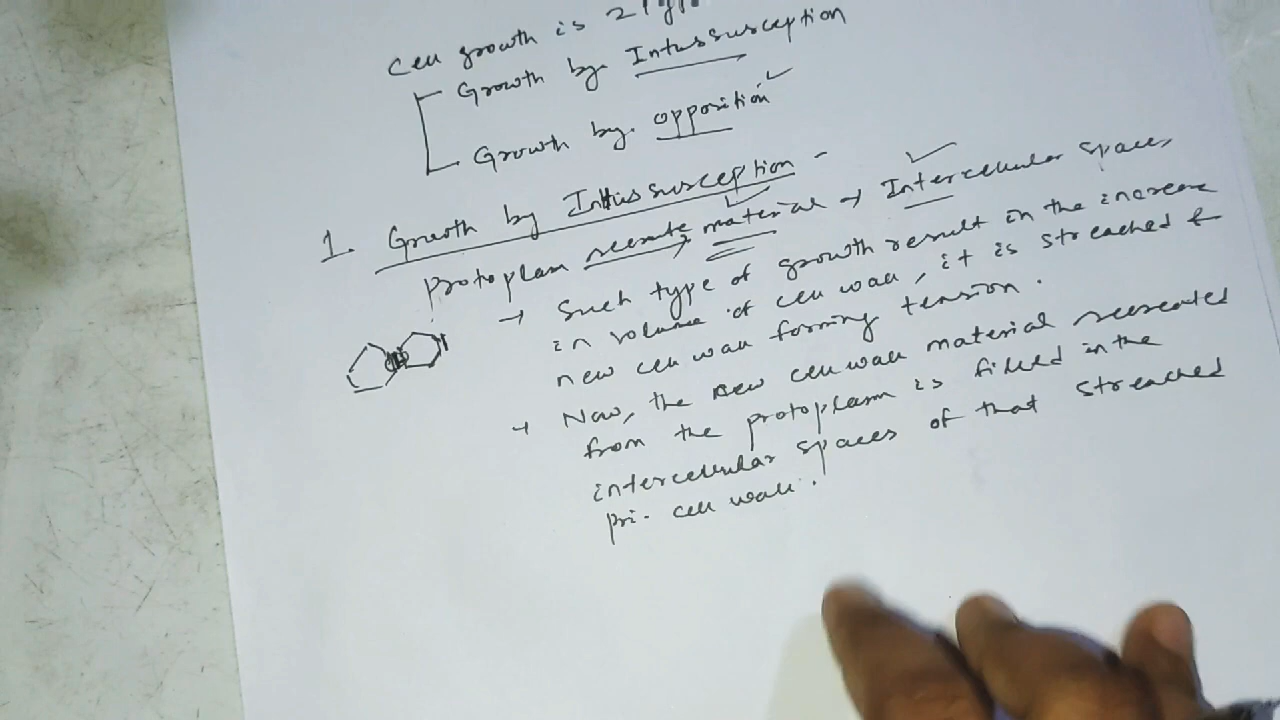 Cell growth is 2
Growth by. Intussusception
Growth by. opposition
1. Growth by Intussusception -
protoplasm secreate material → Intercellular spaces
→ Such type of growth result in the increase
in volume of cell wall, it is streached &
new cell wall forming tension.
→ Now, the new cell wall material secreated
from the protoplasm is filled in the
intercellular spaces of that streached
pri. cell wall.